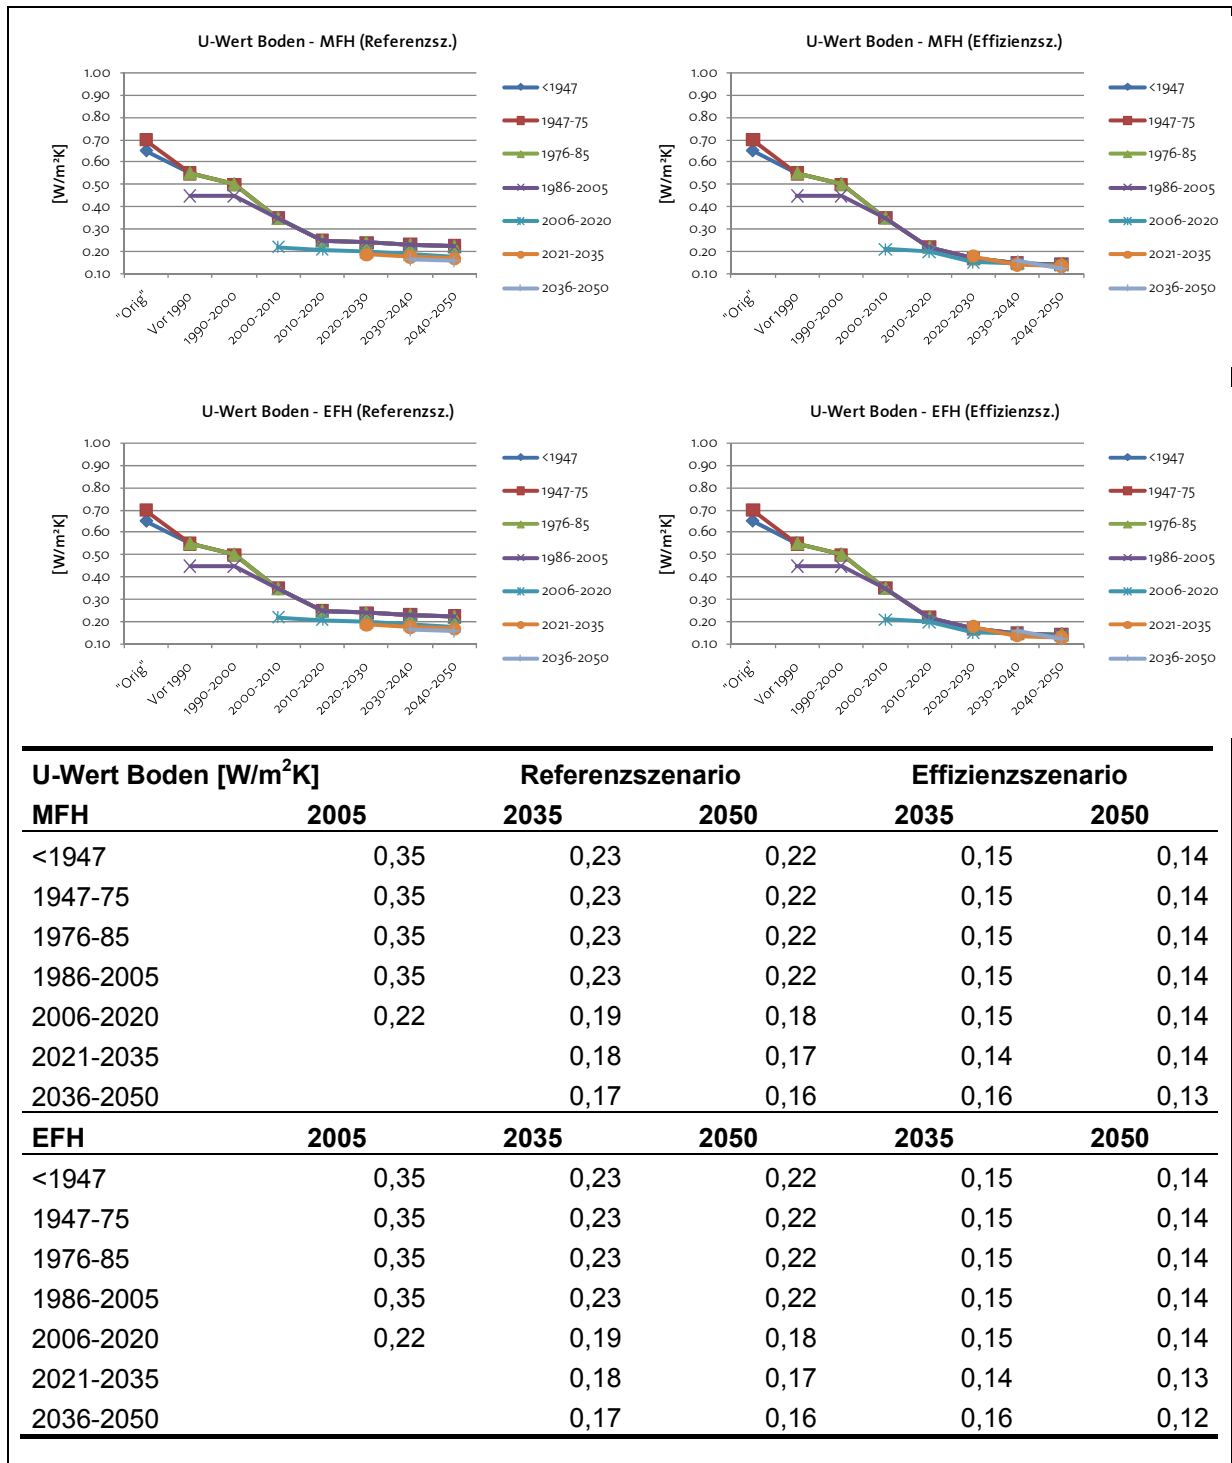 U-Wert Boden - MFH (Referenzsz.)
[W/m²K]
1.00
0.90
0.80
0.70
0.60
0.50
0.40
0.30
0.20
0.10
"Orig"
Vor 1990
1990-2000
2000-2010
2010-2020
2020-2030
2030-2040
2040-2050
<1947
1947-75
1976-85
1986-2005
2006-2020
2021-2035
2036-2050
U-Wert Boden - MFH (Effizienzsz.)
[W/m²K]
1.00
0.90
0.80
0.70
0.60
0.50
0.40
0.30
0.20
0.10
"Orig"
Vor 1990
1990-2000
2000-2010
2010-2020
2020-2030
2030-2040
2040-2050
<1947
1947-75
1976-85
1986-2005
2006-2020
2021-2035
2036-2050
U-Wert Boden - EFH (Referenzsz.)
[W/m²K]
1.00
0.90
0.80
0.70
0.60
0.50
0.40
0.30
0.20
0.10
"Orig"
Vor 1990
1990-2000
2000-2010
2010-2020
2020-2030
2030-2040
2040-2050
<1947
1947-75
1976-85
1986-2005
2006-2020
2021-2035
2036-2050
U-Wert Boden - EFH (Effizienzsz.)
[W/m²K]
1.00
0.90
0.80
0.70
0.60
0.50
0.40
0.30
0.20
0.10
"Orig"
Vor 1990
1990-2000
2000-2010
2010-2020
2020-2030
2030-2040
2040-2050
<1947
1947-75
1976-85
1986-2005
2006-2020
2021-2035
2036-2050
U-Wert Boden [W/m²K] Referenzszenario Effizienzszenario
MFH 2005 2035 2050 2035 2050
<1947 0,35 0,23 0,22 0,15 0,14
1947-75 0,35 0,23 0,22 0,15 0,14
1976-85 0,35 0,23 0,22 0,15 0,14
1986-2005 0,35 0,23 0,22 0,15 0,14
2006-2020 0,22 0,19 0,18 0,15 0,14
2021-2035 0,18 0,17 0,14 0,14
2036-2050 0,17 0,16 0,16 0,13
EFH 2005 2035 2050 2035 2050
<1947 0,35 0,23 0,22 0,15 0,14
1947-75 0,35 0,23 0,22 0,15 0,14
1976-85 0,35 0,23 0,22 0,15 0,14
1986-2005 0,35 0,23 0,22 0,15 0,14
2006-2020 0,22 0,19 0,18 0,15 0,14
2021-2035 0,18 0,17 0,14 0,13
2036-2050 0,17 0,16 0,16 0,12